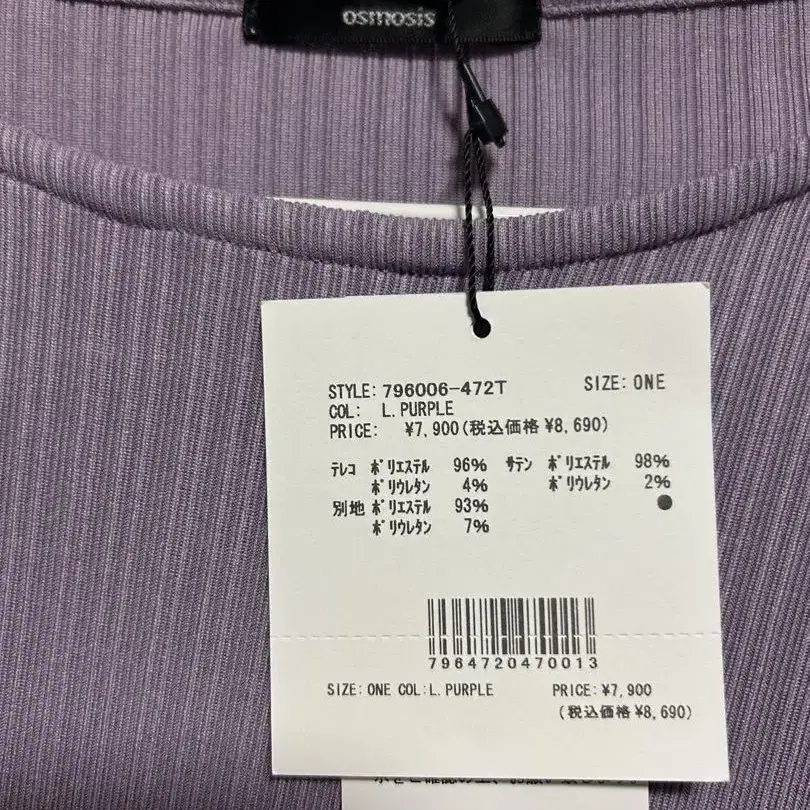 osmosis
STYLE: 796006-472T SIZE: ONE
COL: L.PURPLE
PRICE: ¥7,900(税込価格 ¥8,690)
テレコ ポリエステル 96% サテン ポリエステル 98%
ポリウレタン 4% ポリウレタン 2%
別地 ポリエステル 93%
ポリウレタン 7%
7964720470013
SIZE: ONE COL:L.PURPLE PRICE:¥7,900
(税込価格 ¥8,690)